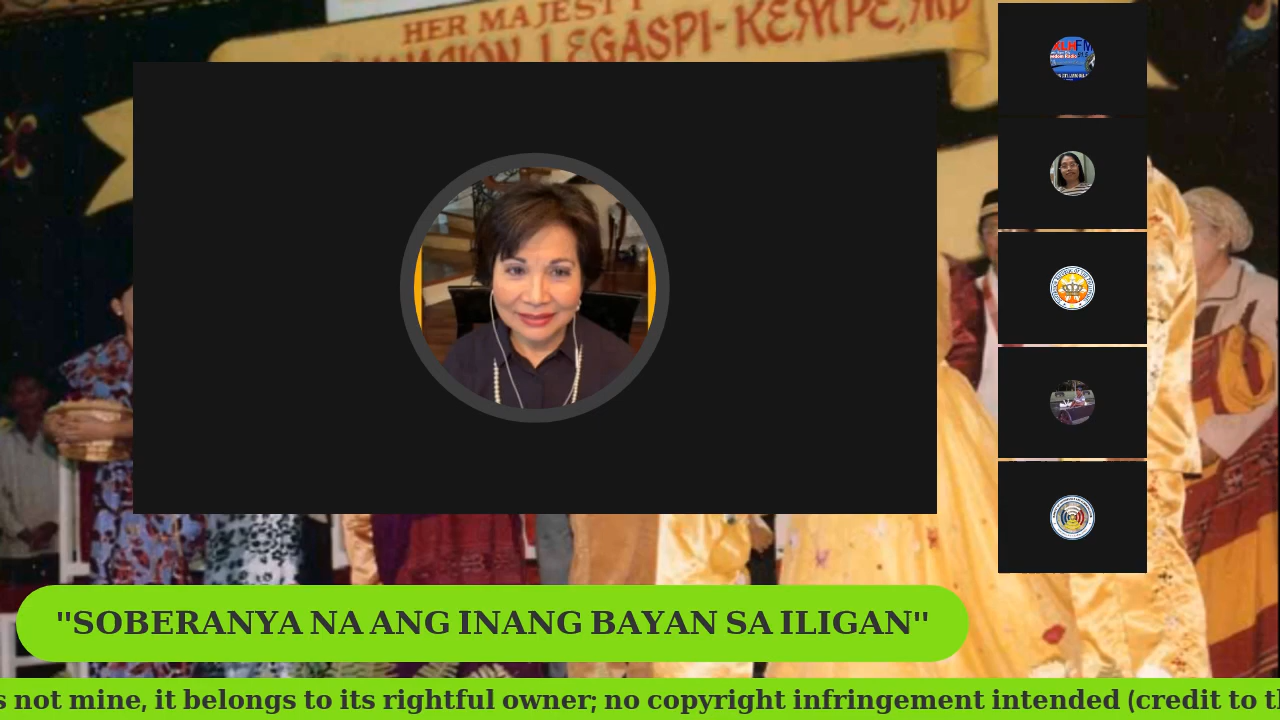 HER MAJESTY
LEGASPI-KEMPE, MD
"SOBERANYA NA ANG INANG BAYAN SA ILIGAN"
not mine, it belongs to its rightful owner; no copyright infringement intended (credit to